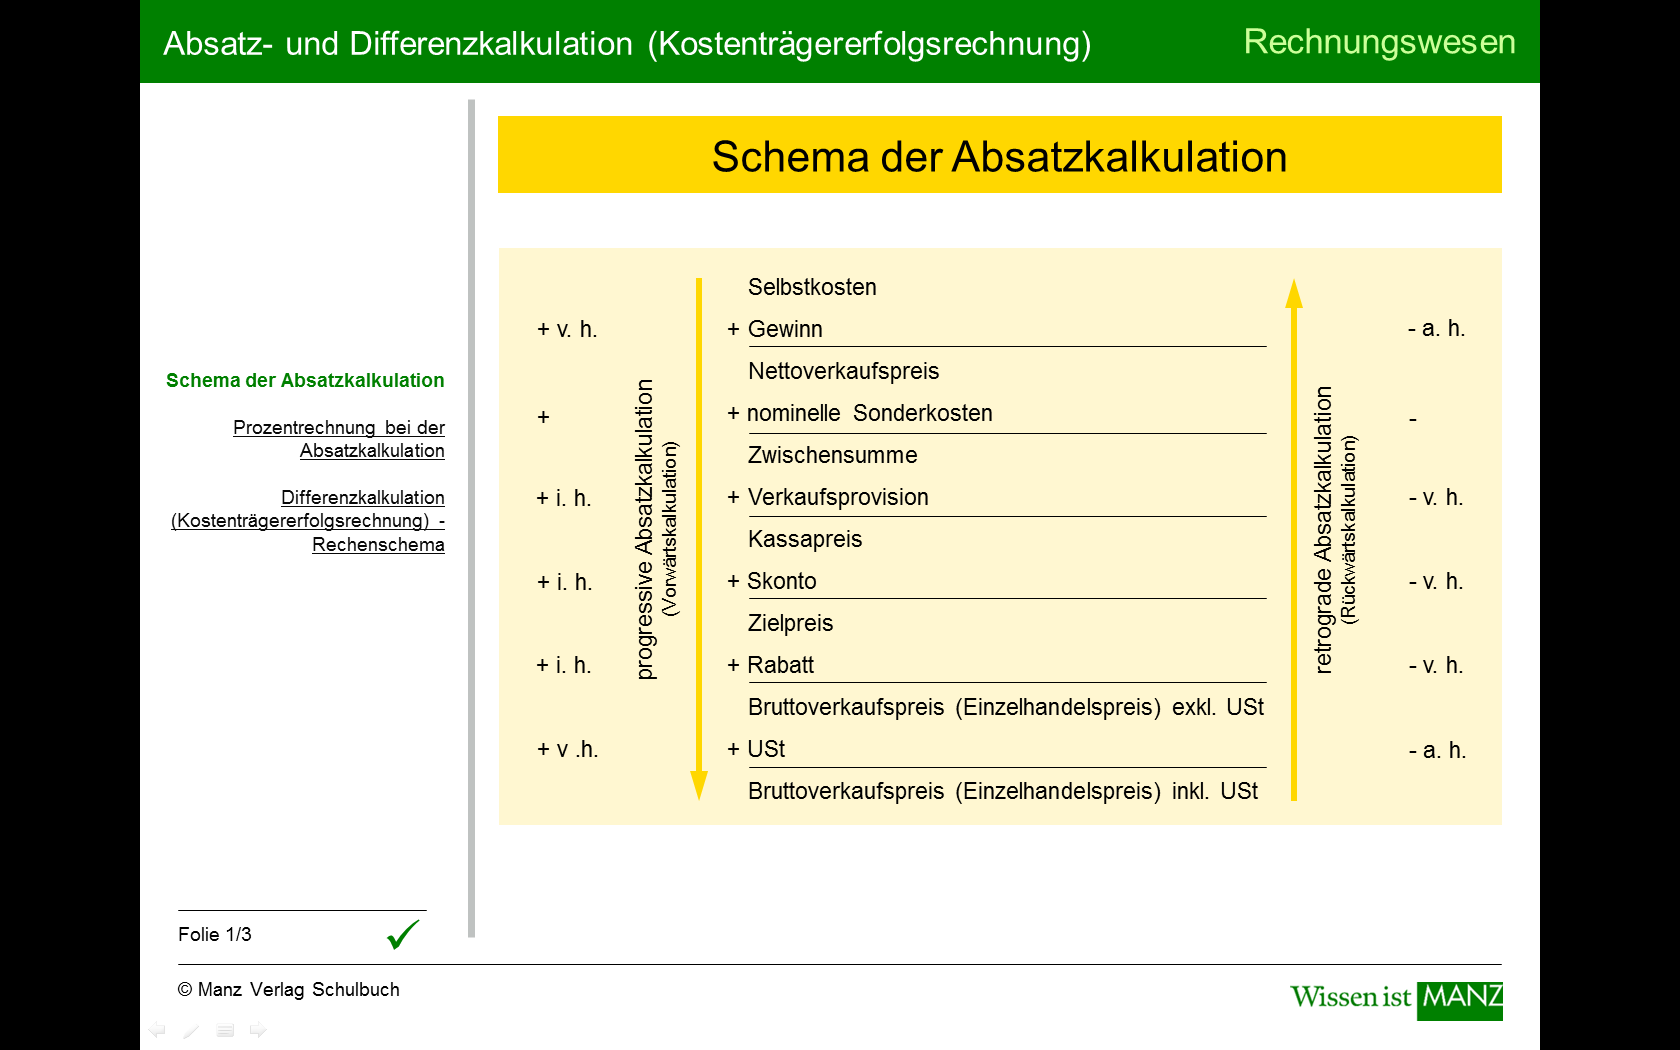 Absatz- und Differenzkalkulation (Kostenträgererfolgsrechnung)
Rechnungswesen
Schema der Absatzkalkulation
Prozentrechnung bei der
Absatzkalkulation
Differenzkalkulation
(Kostenträgererfolgsrechnung) -
Rechenschema
Folie 1/3
Schema der Absatzkalkulation
progressive Absatzkalkulation
(Vorwärtskalkulation)
retrograde Absatzkalkulation
(Rückwärtskalkulation)
Selbstkosten
+ v. h. + Gewinn - a. h.
Nettoverkaufspreis
+ + nominelle Sonderkosten -
Zwischensumme
+ i. h. + Verkaufsprovision - v. h.
Kassapreis
+ i. h. + Skonto - v. h.
Zielpreis
+ i. h. + Rabatt - v. h.
Bruttoverkaufspreis (Einzelhandelspreis) exkl. USt
+ v .h. + USt - a. h.
Bruttoverkaufspreis (Einzelhandelspreis) inkl. USt
© Manz Verlag Schulbuch
Wissen ist MANZ